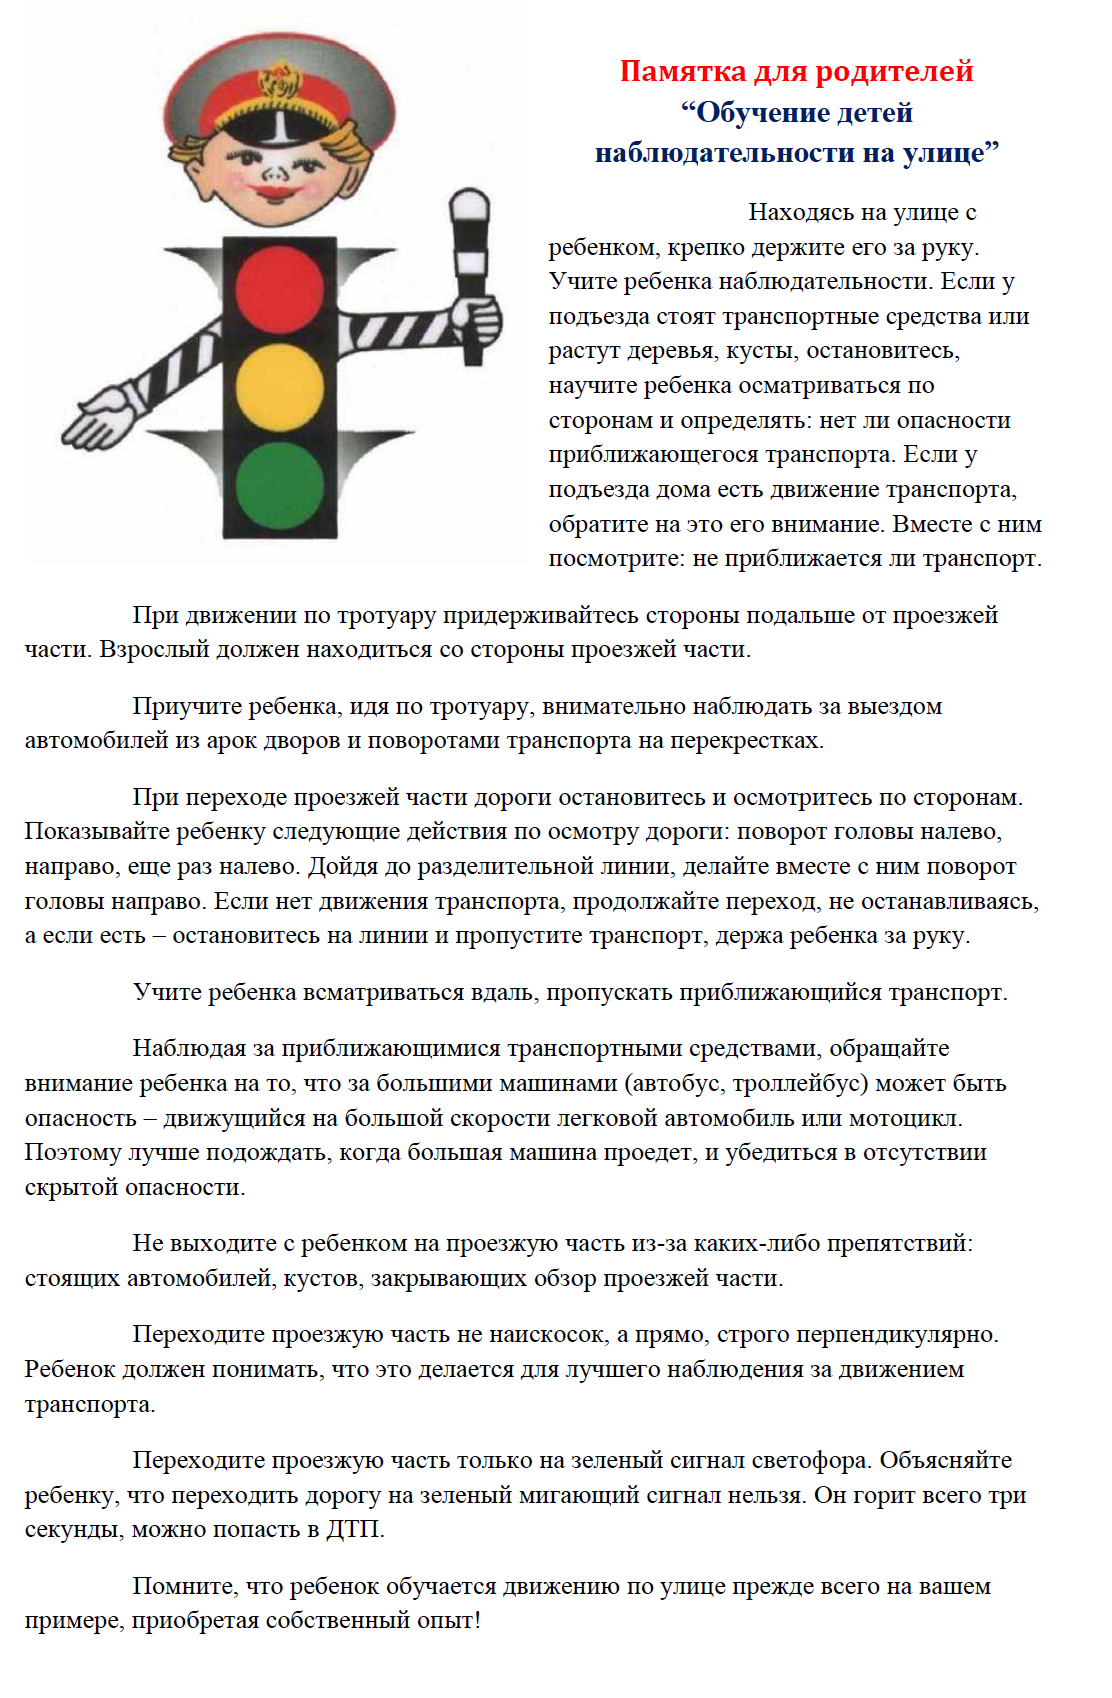 Памятка для родителей
“Обучение детей
наблюдательности на улице”
Находясь на улице с
ребенком, крепко держите его за руку.
Учите ребенка наблюдательности. Если у
подъезда стоят транспортные средства или
растут деревья, кусты, остановитесь,
научите ребенка осматриваться по
сторонам и определять: нет ли опасности
приближающегося транспорта. Если у
подъезда дома есть движение транспорта,
обратите на это его внимание. Вместе с ним
посмотрите: не приближается ли транспорт.
При движении по тротуару придерживайтесь стороны подальше от проезжей
части. Взрослый должен находиться со стороны проезжей части.
Приучите ребенка, идя по тротуару, внимательно наблюдать за выездом
автомобилей из арок дворов и поворотами транспорта на перекрестках.
При переходе проезжей части дороги остановитесь и осмотритесь по сторонам.
Показывайте ребенку следующие действия по осмотру дороги: поворот головы налево,
направо, еще раз налево. Дойдя до разделительной линии, делайте вместе с ним поворот
головы направо. Если нет движения транспорта, продолжайте переход, не останавливаясь,
а если есть – остановитесь на линии и пропустите транспорт, держа ребенка за руку.
Учите ребенка всматриваться вдаль, пропускать приближающийся транспорт.
Наблюдая за приближающимися транспортными средствами, обращайте
внимание ребенка на то, что за большими машинами (автобус, троллейбус) может быть
опасность – движущийся на большой скорости легковой автомобиль или мотоцикл.
Поэтому лучше подождать, когда большая машина проедет, и убедиться в отсутствии
скрытой опасности.
Не выходите с ребенком на проезжую часть из-за каких-либо препятствий:
стоящих автомобилей, кустов, закрывающих обзор проезжей части.
Переходите проезжую часть не наискосок, а прямо, строго перпендикулярно.
Ребенок должен понимать, что это делается для лучшего наблюдения за движением
транспорта.
Переходите проезжую часть только на зеленый сигнал светофора. Объясняйте
ребенку, что переходить дорогу на зеленый мигающий сигнал нельзя. Он горит всего три
секунды, можно попасть в ДТП.
Помните, что ребенок обучается движению по улице прежде всего на вашем
примере, приобретая собственный опыт!